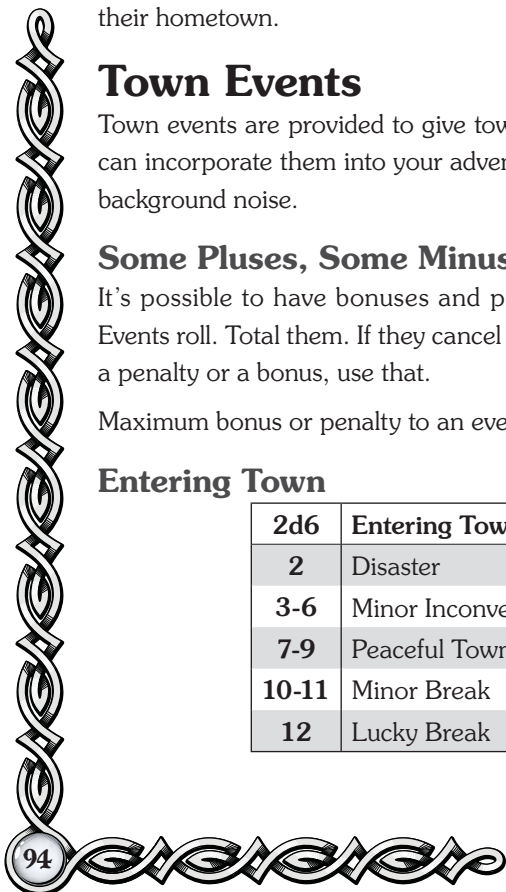 their hometown.
Town Events
Town events are provided to give tow
can incorporate them into your adver
background noise.
Some Pluses, Some Minus
It's possible to have bonuses and p
Events roll. Total them. If they cancel
a penalty or a bonus, use that.
Maximum bonus or penalty to an eve
Entering Town
2d6 Entering Tow
2 Disaster
3-6 Minor Inconve
7-9 Peaceful Town
10-11 Minor Break
12 Lucky Break
94